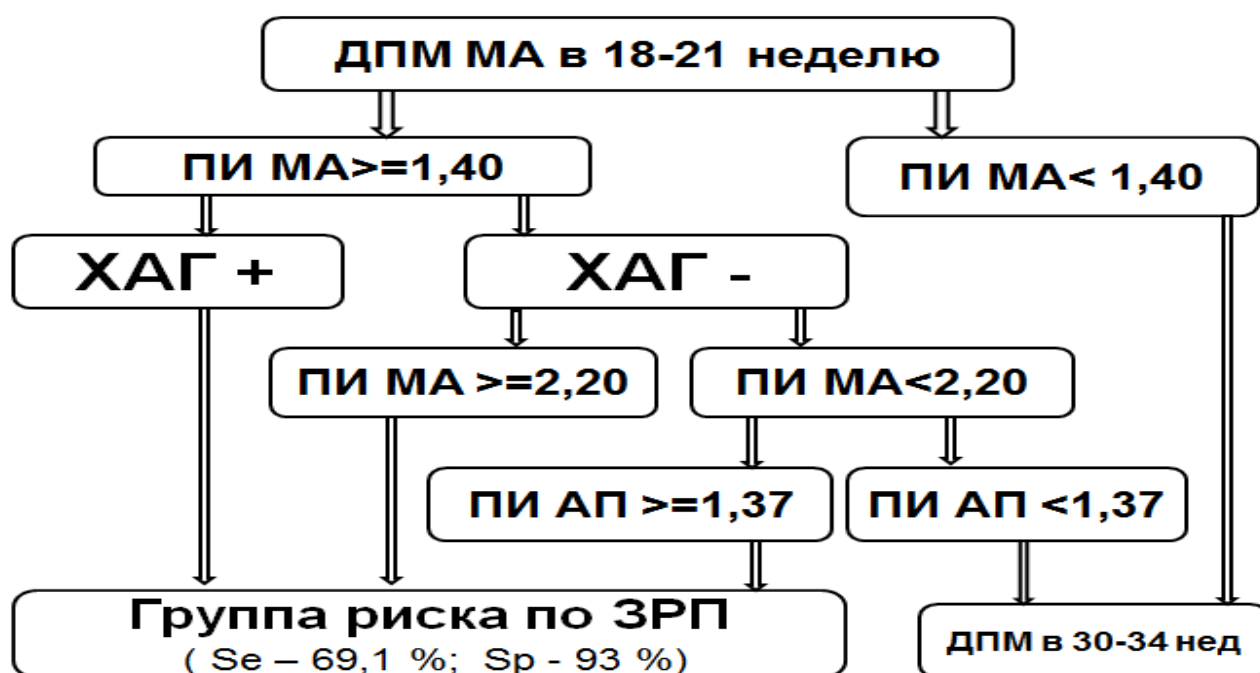 ДПМ МА в 18-21 неделю
ПИ МА>=1,40
ПИ МА< 1,40
ХАГ +
ХАГ -
ПИ МА >=2,20
ПИ МА<2,20
ПИ АП >=1,37
ПИ АП <1,37
Группа риска по ЗРП
( Se – 69,1 %; Sp - 93 %)
ДПМ в 30-34 нед